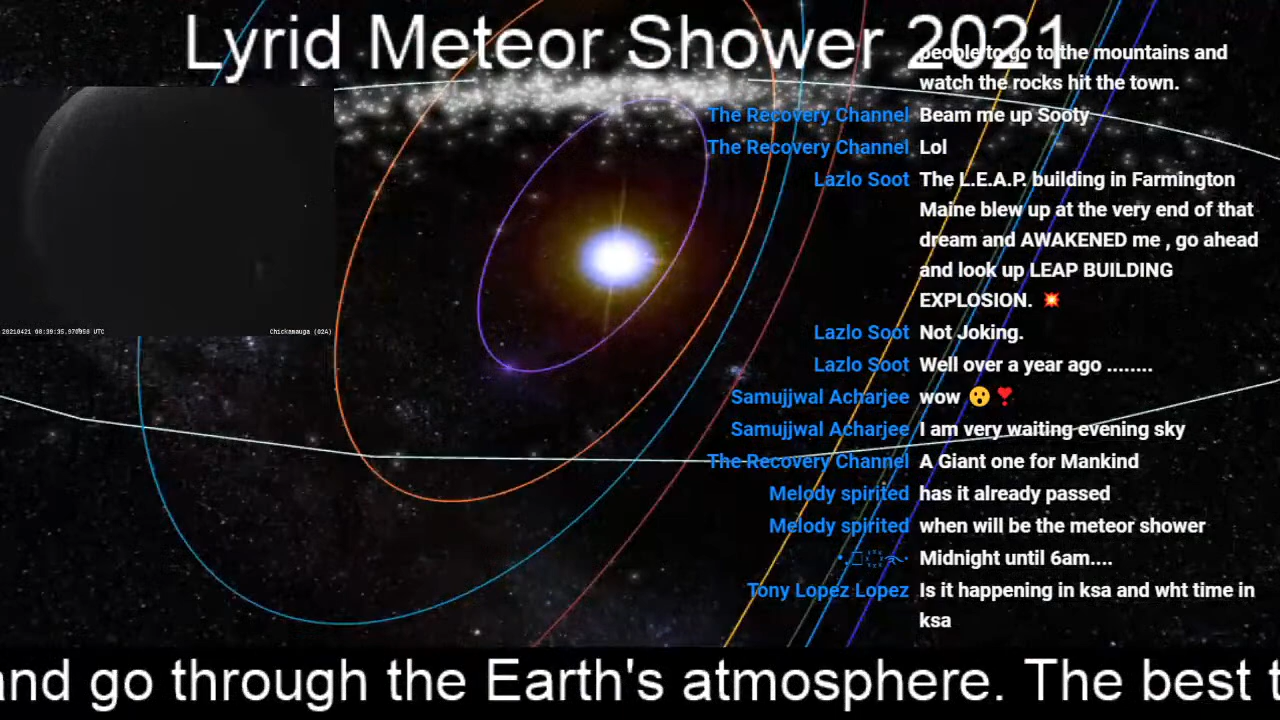 Lyrid Meteor Shower 2021
people to go to the mountains and
watch the rocks hit the town.
The Recovery Channel Beam me up Sooty
The Recovery Channel Lol
Lazlo Soot The L.E.A.P. building in Farmington
Maine blew up at the very end of that
dream and AWAKENED me , go ahead
and look up LEAP BUILDING
EXPLOSION. 💥
Lazlo Soot Not Joking.
Lazlo Soot Well over a year ago ........
Samujjwal Acharjee wow 😮❣️
Samujjwal Acharjee I am very waiting evening sky
The Recovery Channel A Giant one for Mankind
Melody spirited has it already passed
Melody spirited when will be the meteor shower
Midnight until 6am....
Tony Lopez Lopez Is it happening in ksa and wht time in
ksa
UTC
Chickamauga (02A)
and go through the Earth's atmosphere. The best t